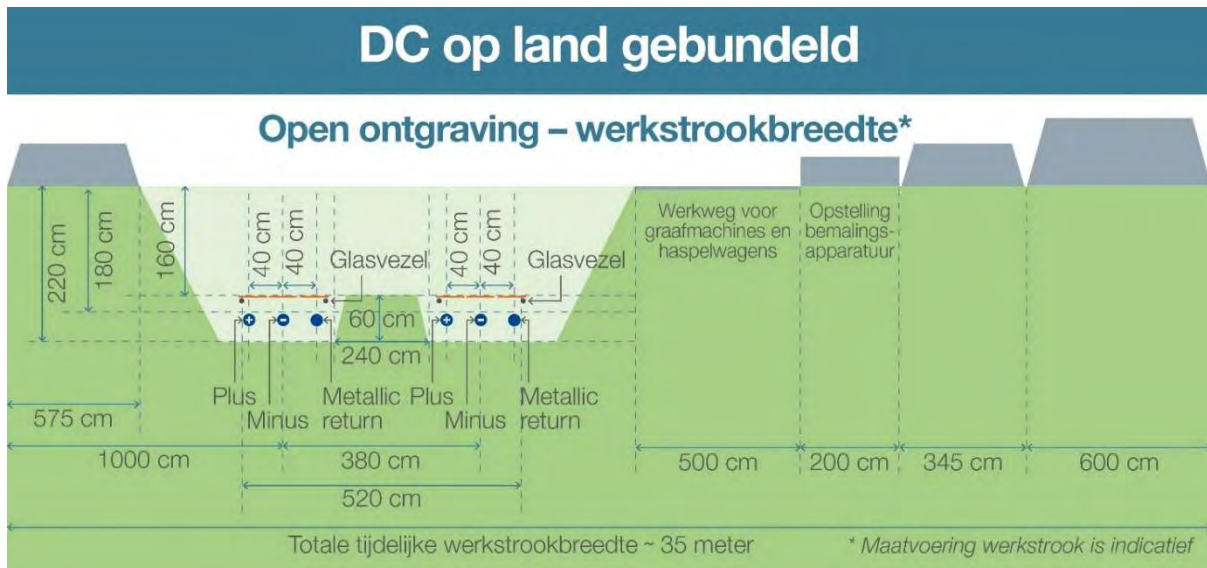 DC op land gebundeld
Open ontgraving – werkstrookbreedte*
220 cm
180 cm
160 cm
40 cm
40 cm
Glasvezel
40 cm
40 cm
Glasvezel
Werkweg voor
graafmachines en
haspelwagens
Opstelling
bemalings-
apparatuur
60 cm
240 cm
Plus
Minus
Metallic
return
Plus
Minus
Metallic
return
575 cm
1000 cm
380 cm
520 cm
500 cm
200 cm
345 cm
600 cm
Totale tijdelijke werkstrookbreedte ~ 35 meter
* Maatvoering werkstrook is indicatief